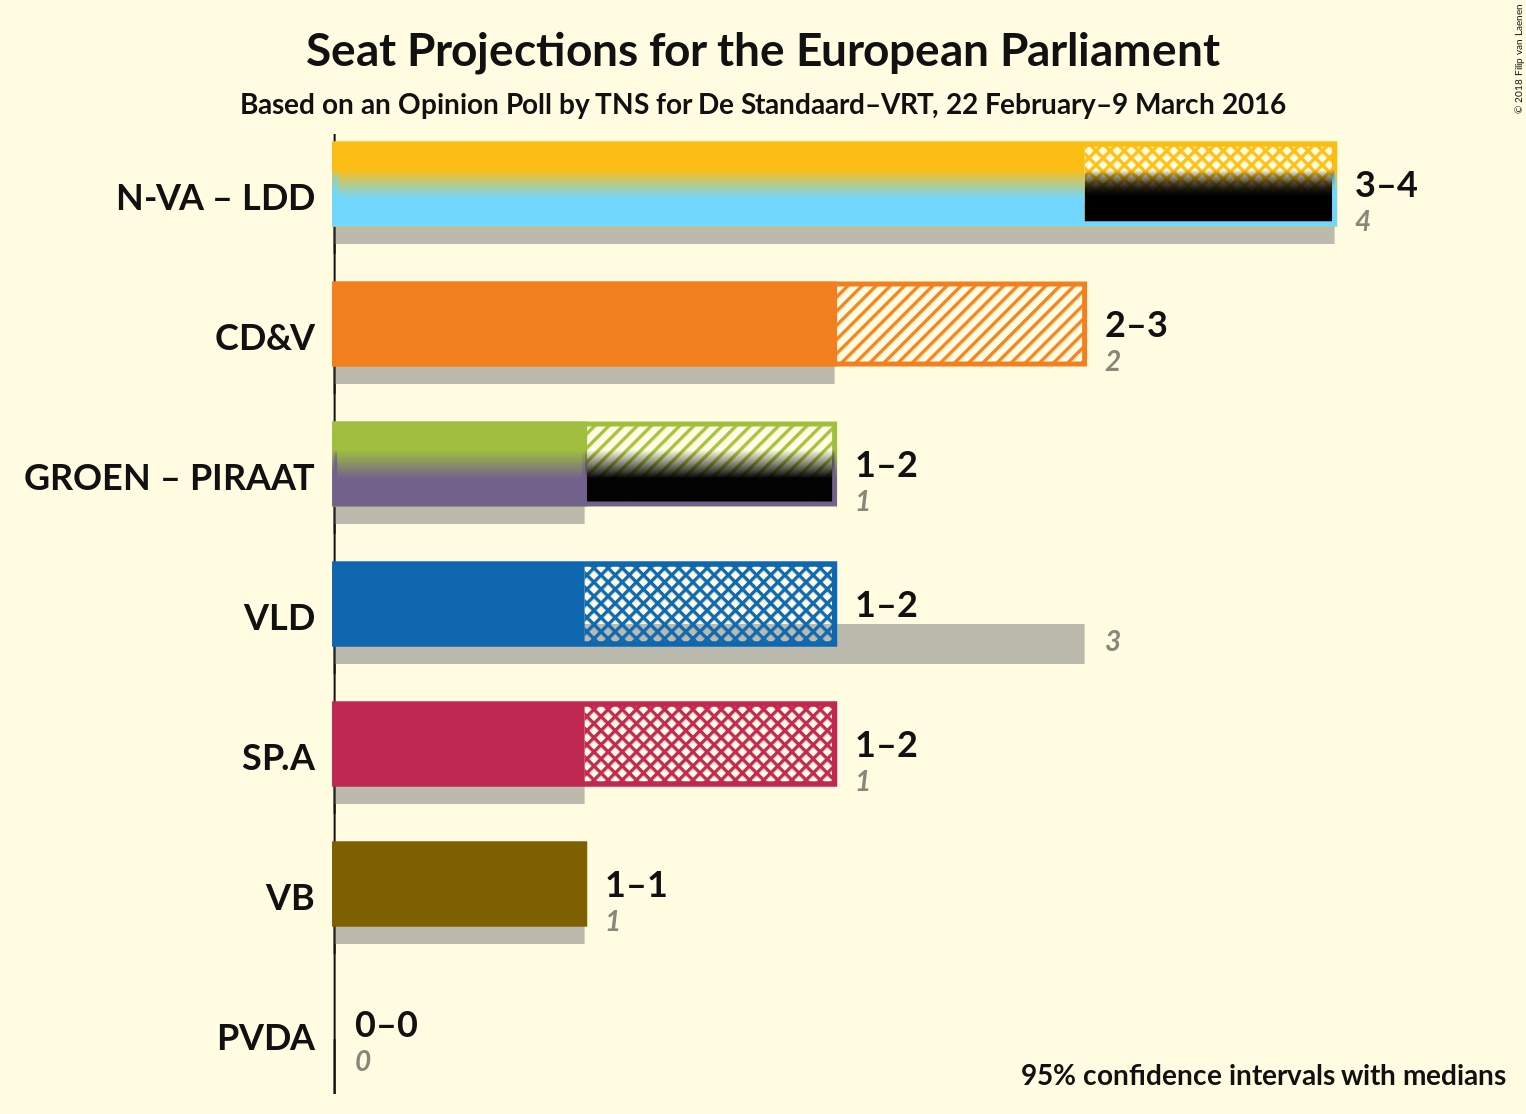 Seat Projections for the European Parliament
Based on an Opinion Poll by TNS for De Standaard–VRT, 22 February–9 March 2016
© 2018 Filip van Laenen
N-VA – LDD
3–4
4
CD&V
2–3
2
GROEN – PIRAAT
1–2
1
VLD
1–2
3
SP.A
1–2
1
VB
1–1
1
PVDA
0–0
0
95% confidence intervals with medians